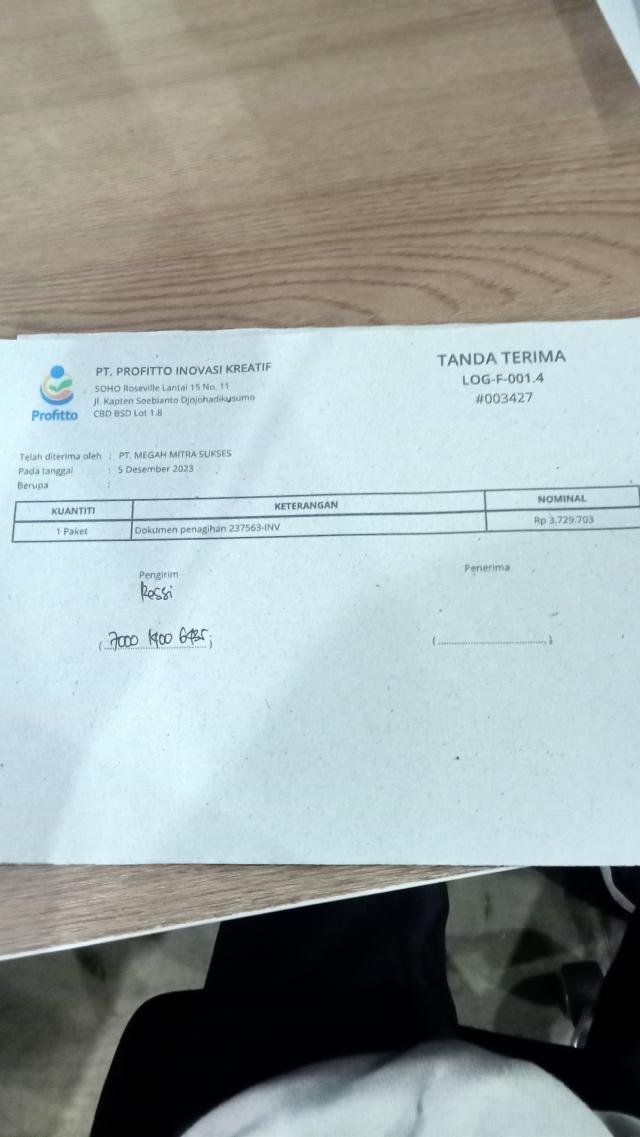 Profitto
PT. PROFITTO INOVASI KREATIF
SOHO Roseville Lantai 15 No. 11
Jl. Kapten Soebianto Djojohadikusumo
CBD BSD Lot 1.8
TANDA TERIMA
LOG-F-001.4
#003427
Telah diterima oleh : PT. MEGAH MITRA SUKSES
Pada tanggal : 5 Desember 2023
Berupa :
KUANTITI KETERANGAN NOMINAL
1 Paket Dokumen penagihan 237563-INV Rp 3,729,703
Pengirim Penerima
Rossi
(7000 1400 6485) (....................................)